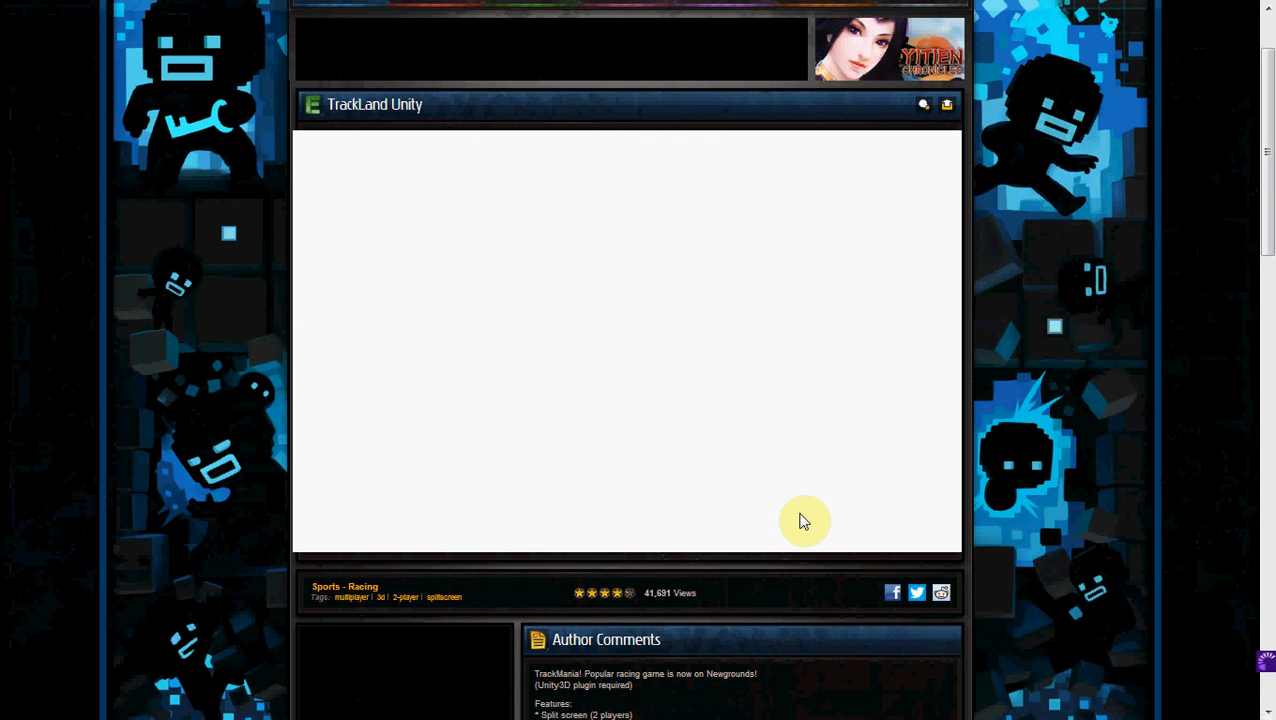 YITIEN
CHRONICLES
E TrackLand Unity
Sports - Racing
Tags: multiplayer | 3d | 2-player | splitscreen
41,691 Views
Author Comments
TrackMania! Popular racing game is now on Newgrounds!
(Unity3D plugin required)
Features:
* Split screen (2 players)